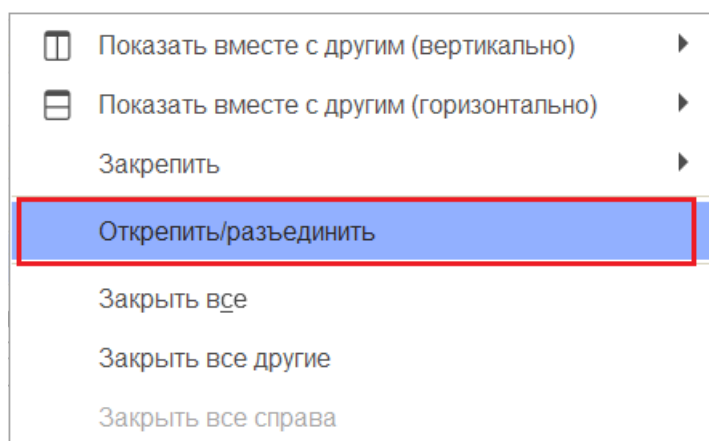 Показать вместе с другим (вертикально)
Показать вместе с другим (горизонтально)
Закрепить
Открепить/разъединить
Закрыть все
Закрыть все другие
Закрыть все справа